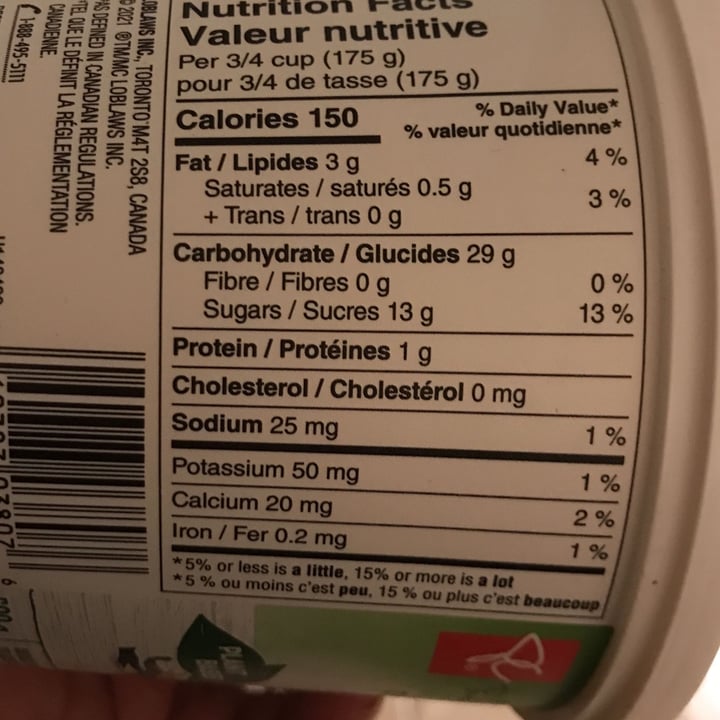 Nutrition Facts
Valeur nutritive
Per 3/4 cup (175 g)
pour 3/4 de tasse (175 g)
Calories 150
% Daily Value*
% valeur quotidienne*
Fat / Lipides 3 g 4 %
Saturates / saturés 0.5 g
+ Trans / trans 0 g 3 %
Carbohydrate / Glucides 29 g
Fibre / Fibres 0 g 0 %
Sugars / Sucres 13 g 13 %
Protein / Protéines 1 g
Cholesterol / Cholestérol 0 mg
Sodium 25 mg 1 %
Potassium 50 mg 1 %
Calcium 20 mg 2 %
Iron / Fer 0.2 mg 1 %
*5% or less is a little, 15% or more is a lot
*5 % ou moins c'est peu, 15 % ou plus c'est beaucoup
OBLAWS INC., TORONTO M4T 2S8, CANADA
2021 ®TM/MC LOBLAWS INC.
AS DEFINED IN CANADIAN REGULATIONS.
TEL QUE LE DÉFINIT LA RÉGLEMENTATION
CANADIENNE.
1-888-495-5111